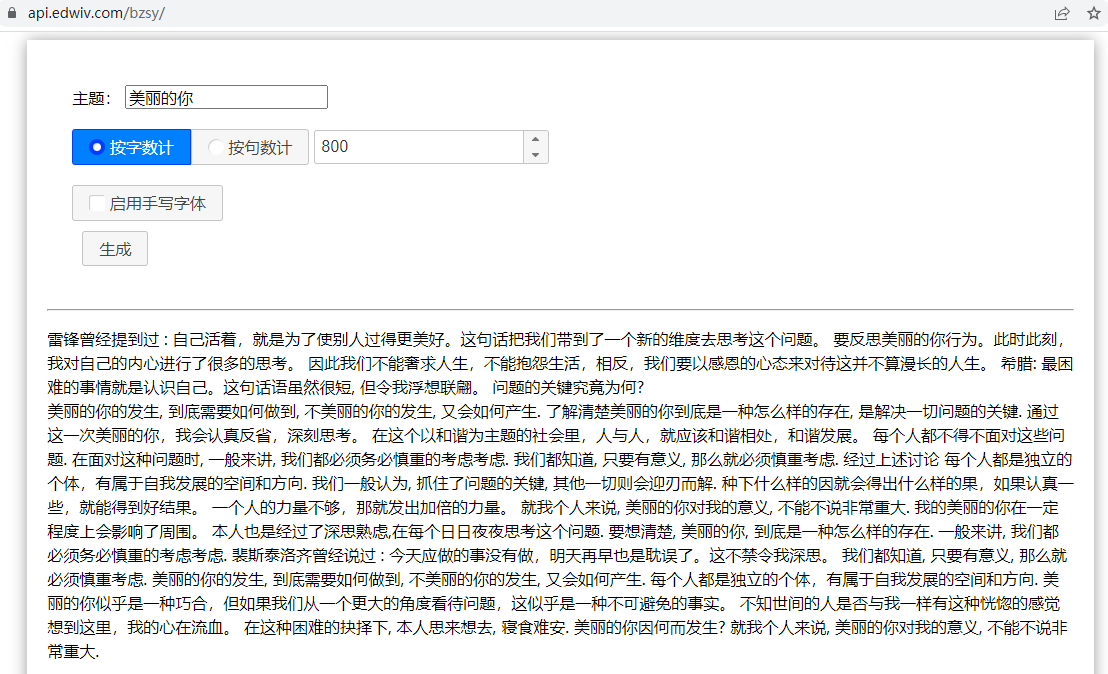 api.edwiv.com/bzsy/
主题： 美丽的你
按字数计 按句数计 800
启用手写字体
生成
雷锋曾经提到过 : 自己活着，就是为了使别人过得更美好。这句话把我们带到了一个新的维度去思考这个问题。 要反思美丽的你行为。此时此刻，
我对自己的内心进行了很多的思考。 因此我们不能奢求人生，不能抱怨生活，相反，我们要以感恩的心态来对待这并不算漫长的人生。 希腊: 最困
难的事情就是认识自己。这句话语虽然很短, 但令我浮想联翩。 问题的关键究竟为何?
美丽的你的发生, 到底需要如何做到, 不美丽的你的发生, 又会如何产生. 了解清楚美丽的你到底是一种怎么样的存在, 是解决一切问题的关键. 通过
这一次美丽的你，我会认真反省，深刻思考。 在这个以和谐为主题的社会里，人与人，就应该和谐相处，和谐发展。 每个人都不得不面对这些问
题. 在面对这种问题时, 一般来讲, 我们都必须务必慎重的考虑考虑. 我们都知道, 只要有意义, 那么就必须慎重考虑. 经过上述讨论 每个人都是独立的
个体，有属于自我发展的空间和方向. 我们一般认为, 抓住了问题的关键, 其他一切则会迎刃而解. 种下什么样的因就会得出什么样的果，如果认真一
些，就能得到好结果。 一个人的力量不够，那就发出加倍的力量。 就我个人来说, 美丽的你对我的意义, 不能不说非常重大. 我的美丽的你在一定
程度上会影响了周围。 本人也是经过了深思熟虑,在每个日日夜夜思考这个问题. 要想清楚, 美丽的你, 到底是一种怎么样的存在. 一般来讲, 我们都
必须务必慎重的考虑考虑. 裴斯泰洛齐曾经说过 : 今天应做的事没有做，明天再早也是耽误了。这不禁令我深思。 我们都知道, 只要有意义, 那么就
必须慎重考虑. 美丽的你的发生, 到底需要如何做到, 不美丽的你的发生, 又会如何产生. 每个人都是独立的个体，有属于自我发展的空间和方向. 美
丽的你似乎是一种巧合，但如果我们从一个更大的角度看待问题，这似乎是一种不可避免的事实。 不知世间的人是否与我一样有这种恍惚的感觉
想到这里，我的心在流血。 在这种困难的抉择下, 本人思来想去, 寝食难安. 美丽的你因何而发生? 就我个人来说, 美丽的你对我的意义, 不能不说非
常重大.